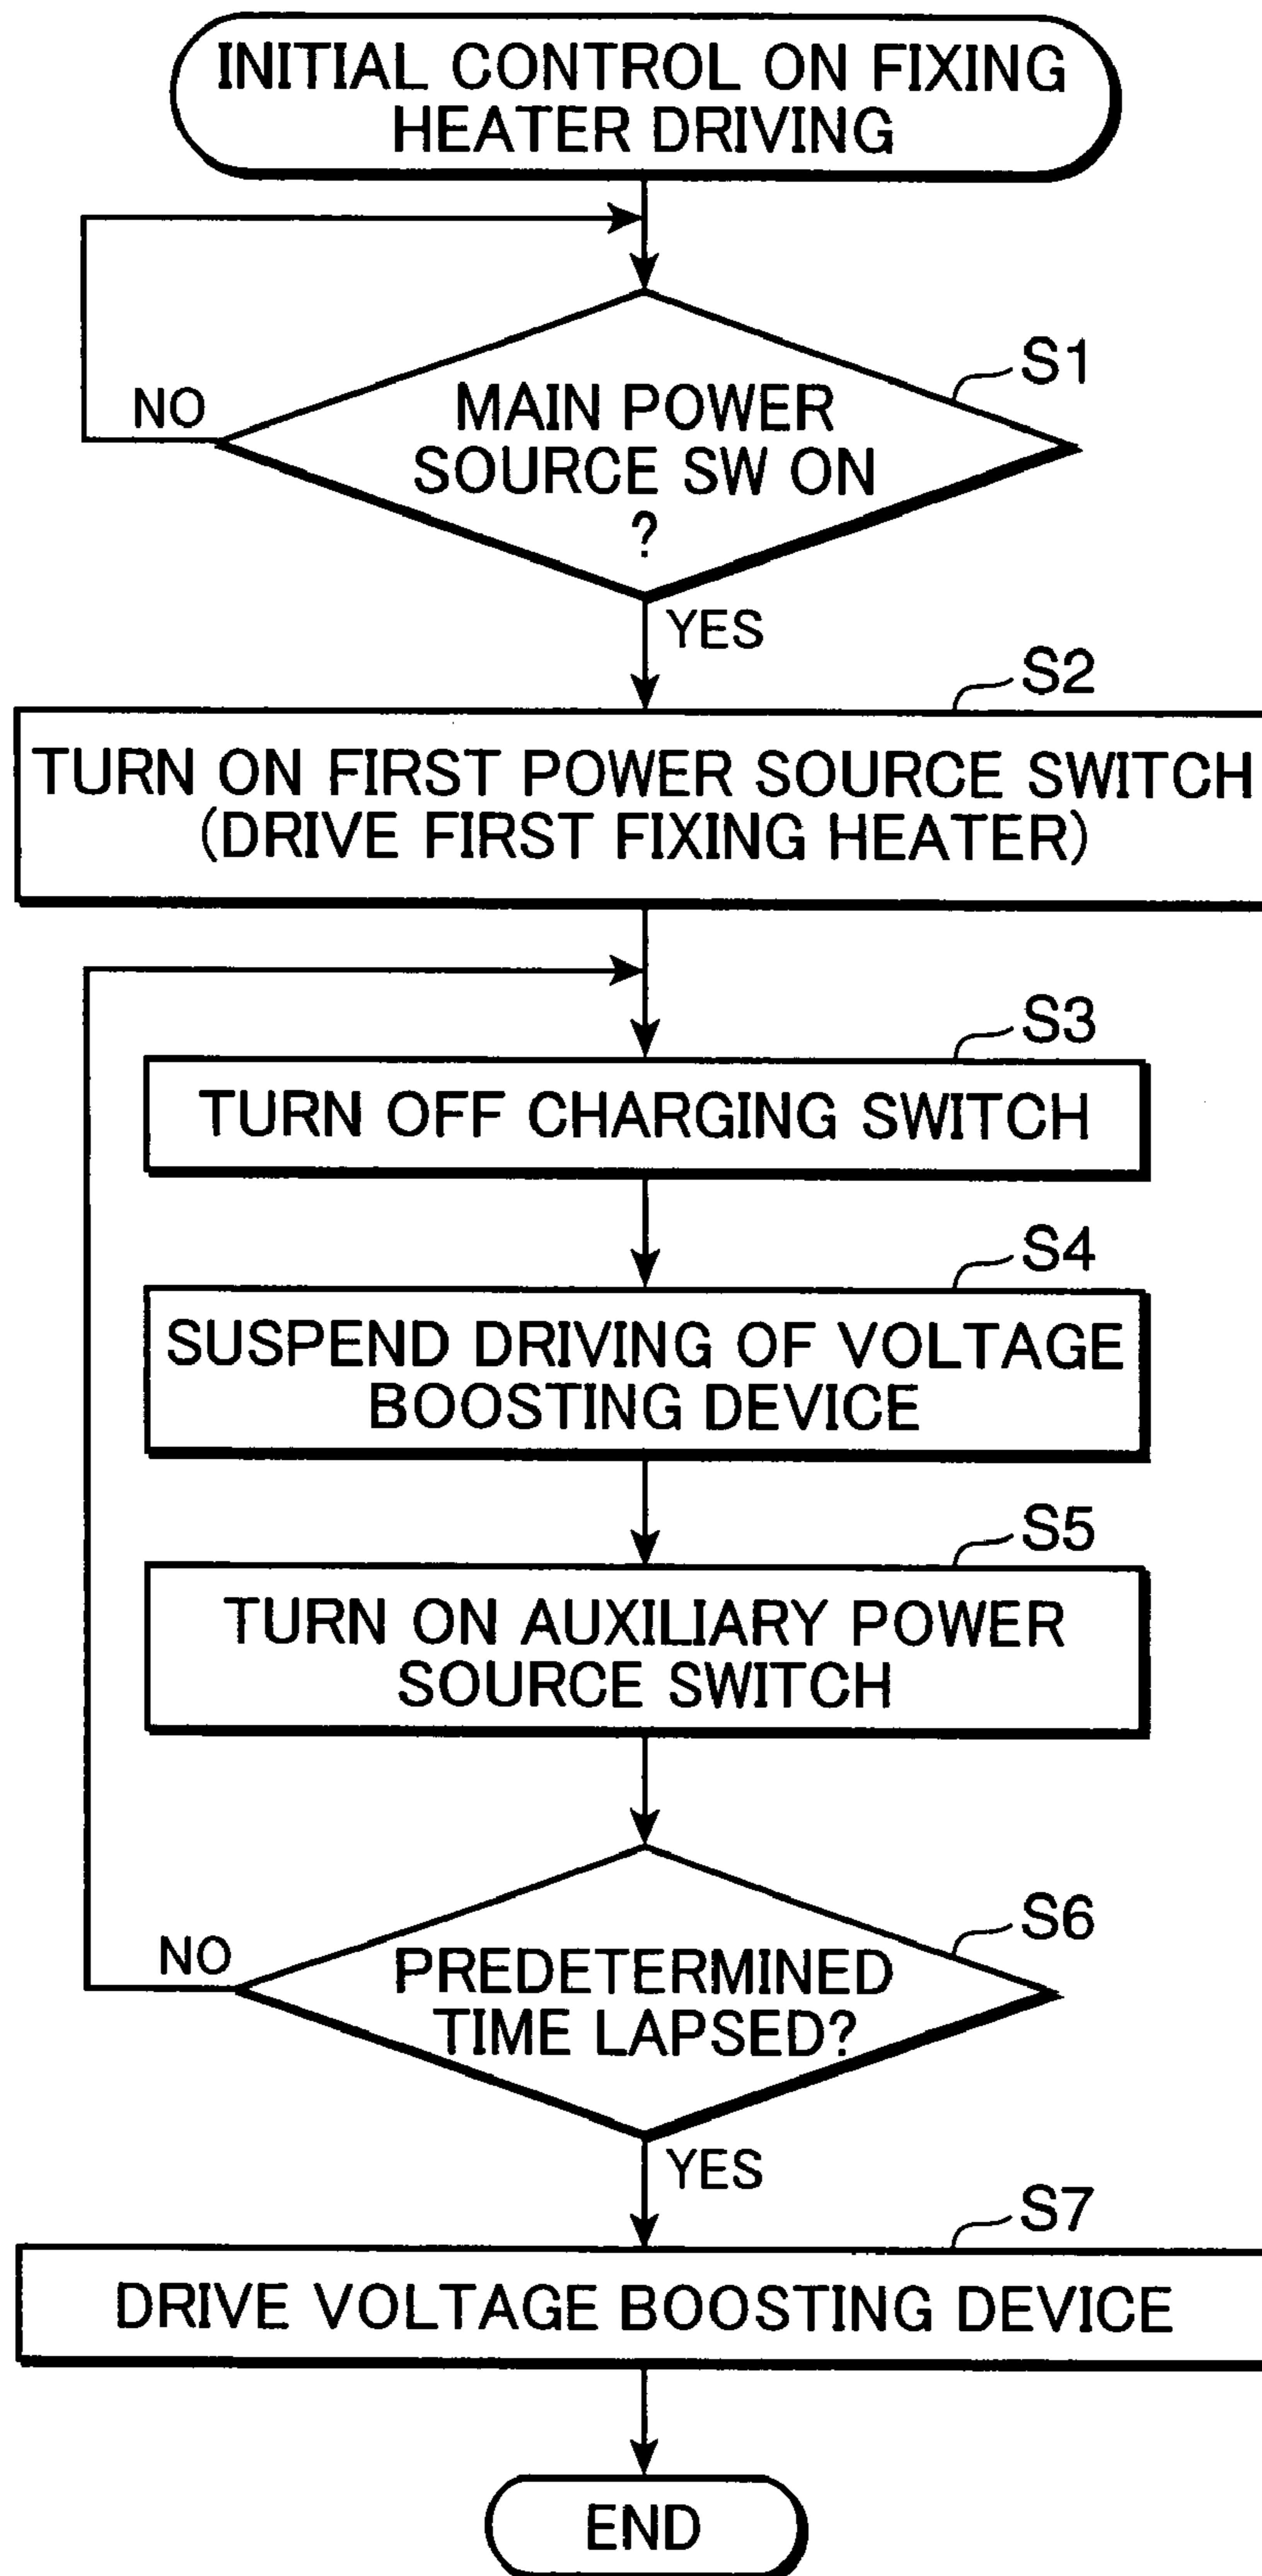 INITIAL CONTROL ON FIXING
HEATER DRIVING
S1
MAIN POWER
SOURCE SW ON
?
NO
YES
S2
TURN ON FIRST POWER SOURCE SWITCH
(DRIVE FIRST FIXING HEATER)
S3
TURN OFF CHARGING SWITCH
S4
SUSPEND DRIVING OF VOLTAGE
BOOSTING DEVICE
S5
TURN ON AUXILIARY POWER
SOURCE SWITCH
S6
NO
PREDETERMINED
TIME LAPSED?
YES
S7
DRIVE VOLTAGE BOOSTING DEVICE
END